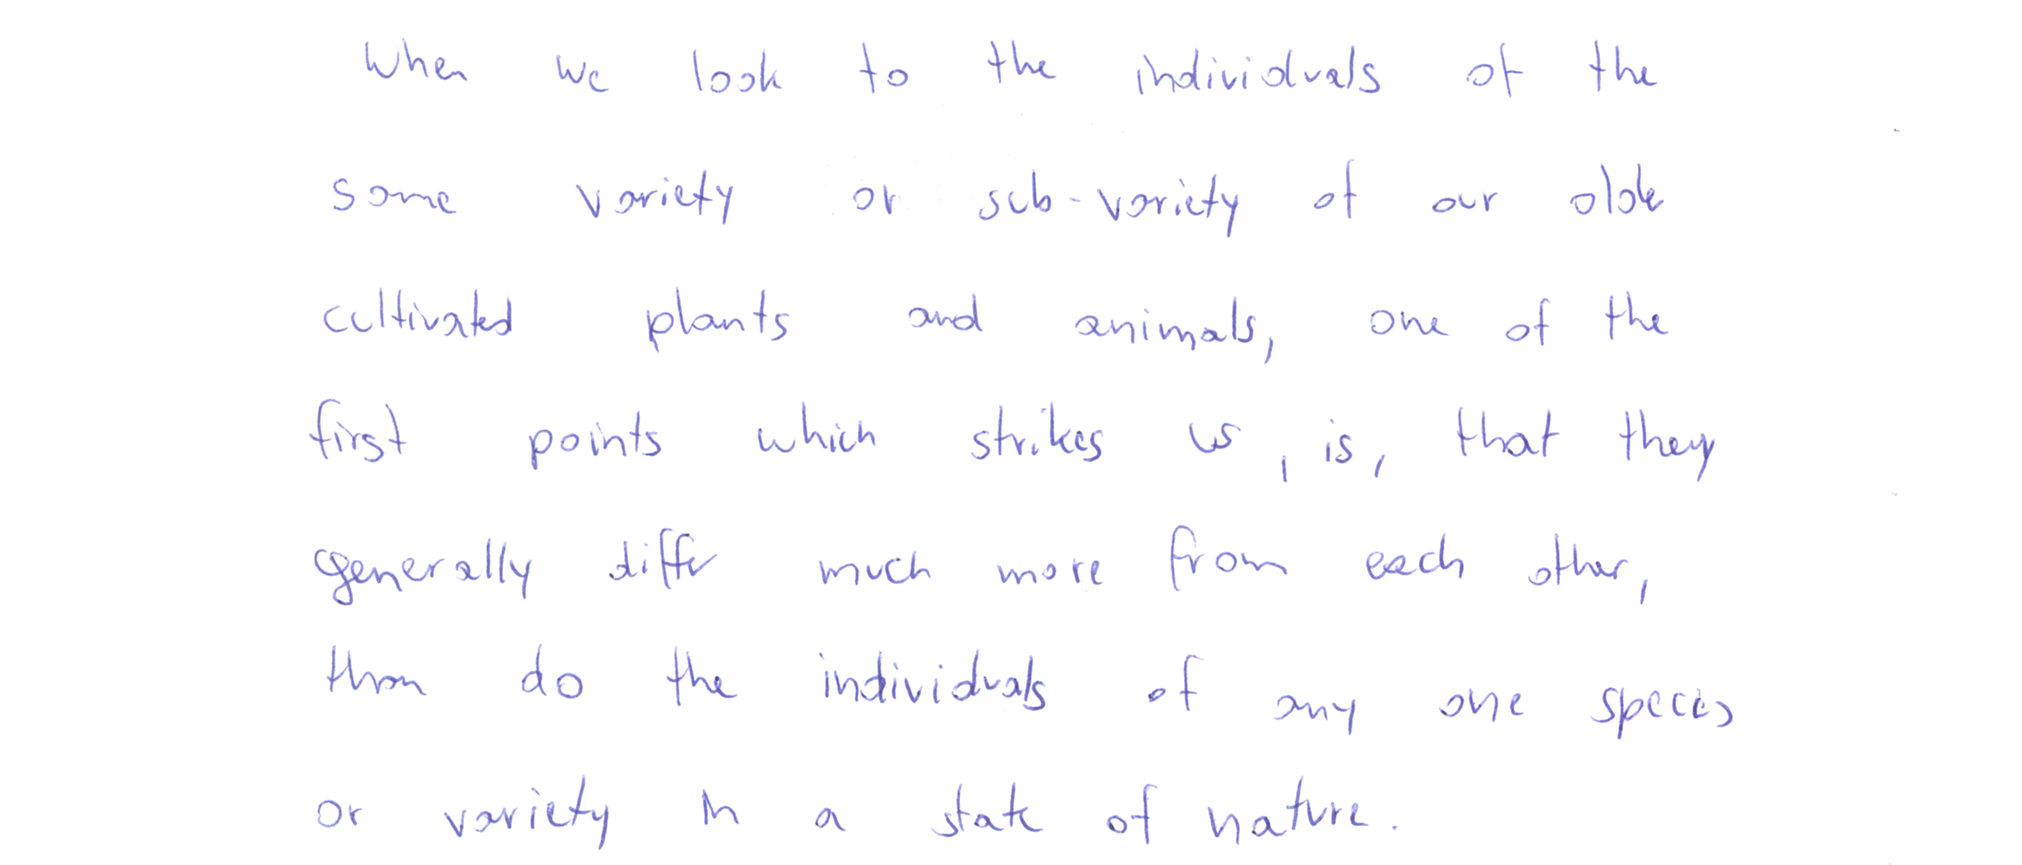 When we look to the individuals of the
same variety or sub-variety of our older
cultivated plants and animals, one of the
first points which strikes us, is, that they
generally differ much more from each other,
than do the individuals of any one species
or variety in a state of nature.